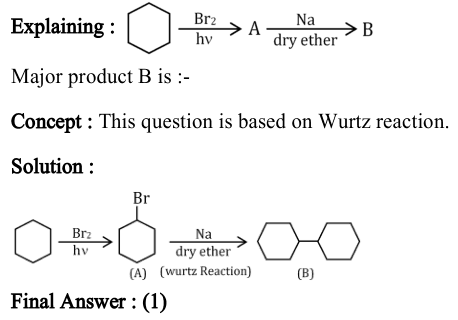 Explaining : Br₂ hν A Na dry ether B
Major product B is :-
Concept : This question is based on Wurtz reaction.
Solution :
Br
Br₂ hν Na dry ether
(A) (wurtz Reaction) (B)
Final Answer : (1)